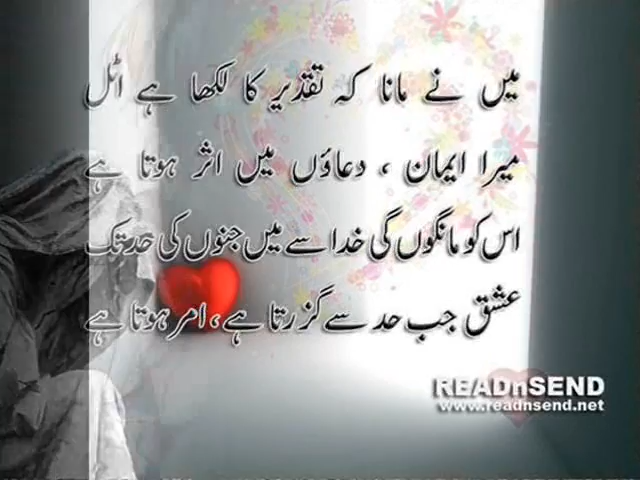 میں نے مانا کہ تقدیر کا لکھا ہے اٹل
میرا ایمان ، دعاؤں میں اثر ہوتا ہے
اس کو مانگوں گی خدا سے میں جنوں کی حد تک
عشق جب حد سے گزرتا ہے ، امر ہوتا ہے
READnSEND
www.readnsend.net